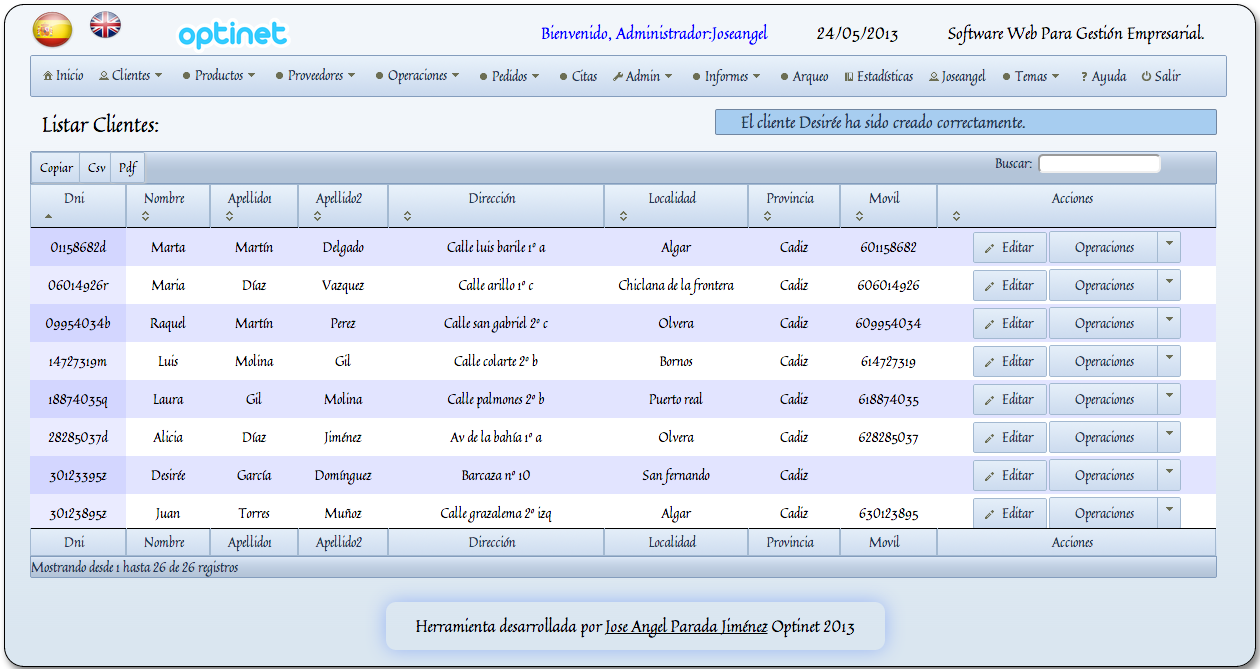 optinet
Bienvenido, Administrador:Joseangel 24/05/2013 Software Web Para Gestión Empresarial.
Inicio Clientes Productos Proveedores Operaciones Pedidos Citas Admin Informes Arqueo Estadísticas Joseangel Temas ? Ayuda Salir
Listar Clientes:
El cliente Desirée ha sido creado correctamente.
Copiar Csv Pdf Buscar:
Dni Nombre Apellido1 Apellido2 Dirección Localidad Provincia Movil Acciones
01158682d Marta Martín Delgado Calle luis barile 1º a Algar Cadiz 601158682 Editar Operaciones
06014926r Maria Díaz Vazquez Calle arillo 1º c Chiclana de la frontera Cadiz 606014926 Editar Operaciones
09954034b Raquel Martín Perez Calle san gabriel 2º c Olvera Cadiz 609954034 Editar Operaciones
14727319m Luis Molina Gil Calle colarte 2º b Bornos Cadiz 614727319 Editar Operaciones
18874035q Laura Gil Molina Calle palmones 2º b Puerto real Cadiz 618874035 Editar Operaciones
28285037d Alicia Díaz Jiménez Av de la bahía 1º a Olvera Cadiz 628285037 Editar Operaciones
30123395z Desirée García Domínguez Barcaza nº 10 San fernando Cadiz Editar Operaciones
30123895z Juan Torres Muñoz Calle grazalema 2º izq Algar Cadiz 630123895 Editar Operaciones
Dni Nombre Apellido1 Apellido2 Dirección Localidad Provincia Movil Acciones
Mostrando desde 1 hasta 26 de 26 registros
Herramienta desarrollada por Jose Angel Parada Jiménez Optinet 2013